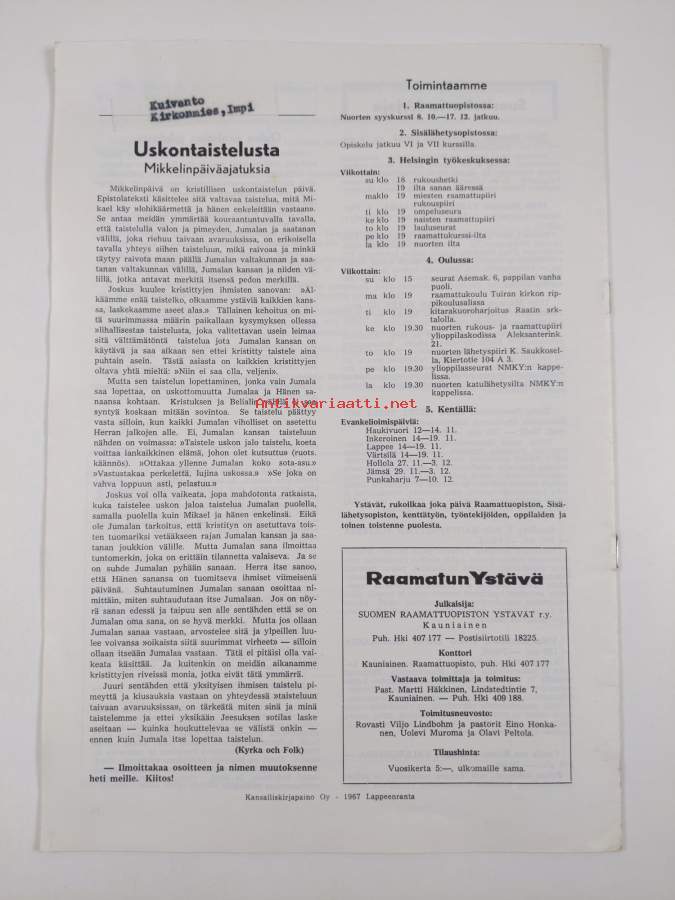 Kuivanto
Kirkonmies, Impi
Uskontaistelusta
Mikkelinpäiväajatuksia
Mikkelinpäivä on kristillisen uskontaistelun päivä.
Epistolateksti käsittelee sitä valtavaa taistelua, mitä Mi-
kael käy »lohikäärmettä ja hänen enkeleitään vastaan».
Se antaa meidän ymmärtää kouraantuntuvalla tavalla,
että taistelulla valon ja pimeyden, Jumalan ja saatanan
välillä, joka riehuu taivaan avaruuksissa, on erikoisella
tavalla yhteys siihen taisteluun, mikä raivoaa ja minkä
täytyy raivota maan päällä Jumalan valtakunnan ja saa-
tanan valtakunnan välillä, Jumalan kansan ja niiden vä-
lillä, jotka antavat merkitä itsensä pedon merkillä.
Joskus kuulee kristittyjen ihmisten sanovan: »Äl-
käämme enää taistelko, olkaamme ystäviä kaikkien kans-
sa, laskekaamme aseet alas.» Tällainen kehoitus on mi-
tä suurimmassa määrin paikallaan kysymyksen ollessa
»lihallisesta» taistelusta, joka valitettavan usein leimaa
sitä välttämätöntä taistelua jota Jumalan kansan on
käytävä ja saa aikaan sen ettei kristitty taistele aina
puhtain asein. Tästä asiasta on kaikkien kristittyjen
oltava yhtä mieltä: »Niin ei saa olla, veljeni».
Mutta sen taistelun lopettaminen, jonka vain Jumala
saa lopettaa, on uskottomuutta Jumalaa ja Hänen sa-
naansa kohtaan. Kristuksen ja Belialin välillä ei saa
syntyä koskaan mitään sovintoa. Se taistelu päättyy
vasta silloin, kun kaikki Jumalan viholliset on asetettu
Herran jalkojen alle. Ei, Jumalan kansan taisteluun
nähden on voimassa: »Taistele uskon jalo taistelu, koeta
voittaa iankaikkinen elämä, johon olet kutsuttu» (ruots.
käännös). »Ottakaa yllenne Jumalan koko sota-asu.»
»Vastustakaa perkelettä, lujina uskossa.» »Se joka on
vahva loppuun asti, pelastuu.»
Joskus voi olla vaikeata, jopa mahdotonta ratkaista,
kuka taistelee uskon jaloa taistelua Jumalan puolella,
samalla puolella kuin Mikael ja hänen enkelinsä. Eikä
ole Jumalan tarkoitus, että kristityn on asetuttava tois-
ten tuomariksi vetääkseen rajan Jumalan kansan ja saa-
tanan joukkion välille. Mutta Jumalan sana ilmoittaa
tuntomerkin, joka on erittäin tilannetta valaiseva. Ja se
on suhde Jumalan pyhään sanaan. Herra itse sanoo,
että Hänen sanansa on tuomitseva ihmiset viimeisenä
päivänä. Suhtautuminen Jumalan sanaan osoittaa ni-
mittäin, miten suhtaudutaan itse Jumalaan. Jos on nöy-
rä sanan edessä ja taipuu sen alle sentähden että se on
Jumalan oma sana, on se hyvä merkki. Mutta jos ollaan
Jumalan sanaa vastaan, arvostelee sitä ja ylpeillen luu-
lee voivansa »oikaista siitä suurimmat virheet» — silloin
ollaan itseään Jumalaa vastaan. Tätä ei pitäisi olla vai-
keata käsittää. Ja kuitenkin on meidän aikanamme
kristittyjen riveissä monia, jotka eivät tätä ymmärrä.
Juuri sentähden että yksityisen ihmisen taistelu pi-
meyttä ja kiusauksia vastaan on yhteydessä »taisteluun
taivaan avaruuksissa», on tärkeätä miten sinä ja minä
taistelemme ja ettei yksikään Jeesuksen sotilas laske
aseitaan — kuinka houkuttelevaa se välistä onkin —
ennen kuin Jumala itse lopettaa taistelun.
(Kyrka och Folk)
— Ilmoittakaa osoitteen ja nimen muutoksenne
heti meille. Kiitos!
Toimintaamme
1. Raamattuopistossa:
Nuorten syyskurssi 8. 10.—17. 12. jatkuu.
2. Sisälähetysopistossa:
Opiskelu jatkuu VI ja VII kurssilla.
3. Helsingin työkeskuksessa:
Viikottain:
su klo 18 rukoushetki
19 ilta sanan ääressä
ma klo 19 miesten raamattupiiri
rukouspiiri
ti klo 19 ompeluseura
ke klo 19 naisten raamattupiiri
to klo 19 lauluseurat
pe klo 19 raamattukurssi-ilta
la klo 19 nuorten ilta
4. Oulussa:
Viikottain:
su klo 15 seurat Asemak. 6, pappilan vanha
puoli.
ma klo 19 raamattukoulu Tuiran kirkon rip-
pikoulusalissa
ti klo 19 kitarakuoroharjoitus Raatin srk-
talolla.
ke klo 19.30 nuorten rukous- ja raamattupiiri
ylioppilaskodissa Aleksanterink.
21.
to klo 19 nuorten lähetyspiiri K. Saukkosel-
la, Kiertotie 104 A 3.
pe klo 19.30 ylioppilasseurat NMKY:n kappe-
lissa.
la klo 19.30 nuorten katulähetysilta NMKY:n
kappelissa.
Antikvariaatti.net
5. Kentällä:
Evankelioimispäiviä:
Haukivuori 12—14. 11.
Inkeroinen 14—19. 11.
Lappee 14—19. 11.
Värtsilä 14—19. 11.
Hollola 27. 11.—3. 12.
Jämsä 29. 11.—3. 12.
Punkaharju 7—10. 12.
Ystävät, rukoilkaa joka päivä Raamattuopiston, Sisä-
lähetysopiston, kenttätyön, työntekijöiden, oppilaiden ja
toinen toistenne puolesta.
Raamatun Ystävä
Julkaisija:
SUOMEN RAAMATTUOPISTON YSTÄVÄT r.y.
Kauniainen
Puh. Hki 407 177 — Postisiirtotili 18225.
Konttori
Kauniainen. Raamattuopisto, puh. Hki 407 177
Vastaava toimittaja ja toimitus:
Past. Martti Häkkinen, Lindstedtintie 7,
Kauniainen. — Puh. Hki 409 188.
Toimitusneuvosto:
Rovasti Viljo Lindbohm ja pastorit Eino Honka-
nen, Uolevi Muroma ja Olavi Peltola.
Tilaushinta:
Vuosikerta 5:—, ulkomaille sama.
Kansalliskirjapaino Oy - 1967 Lappeenranta